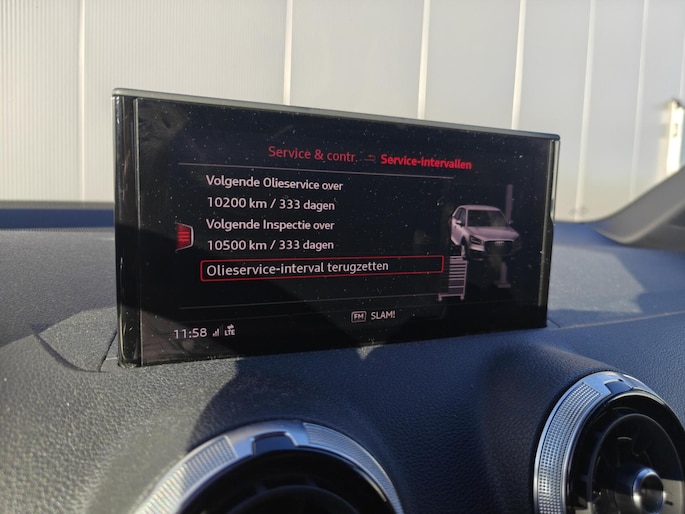 Service & contr. Service-intervallen
Volgende Olieservice over
10200 km / 333 dagen
Volgende Inspectie over
10500 km / 333 dagen
Olieservice-interval terugzetten
FM SLAM!
11:58 LTE